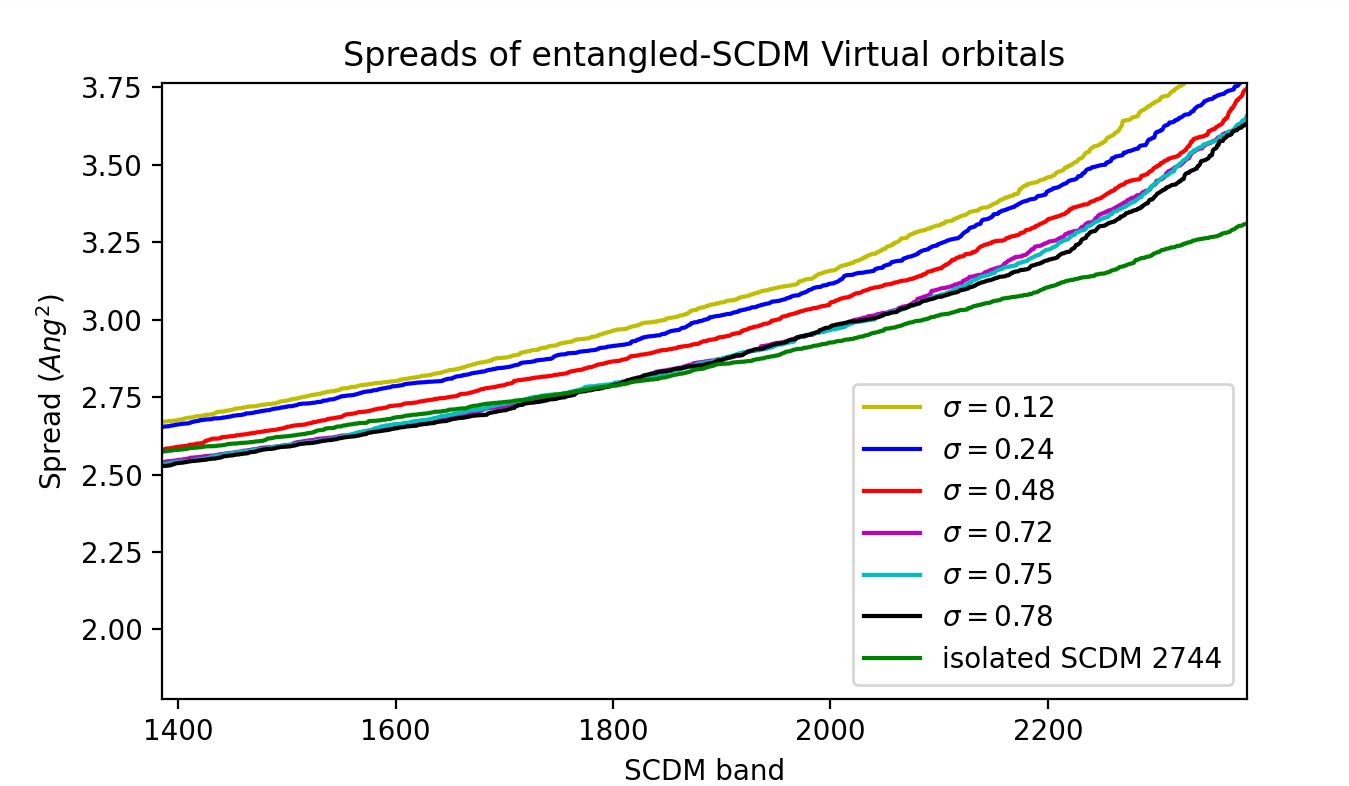 Spreads of entangled-SCDM Virtual orbitals
3.75
3.50
3.25
3.00
2.75
2.50
2.25
2.00
Spread (Ang²)
σ = 0.12
σ = 0.24
σ = 0.48
σ = 0.72
σ = 0.75
σ = 0.78
isolated SCDM 2744
1400 1600 1800 2000 2200
SCDM band